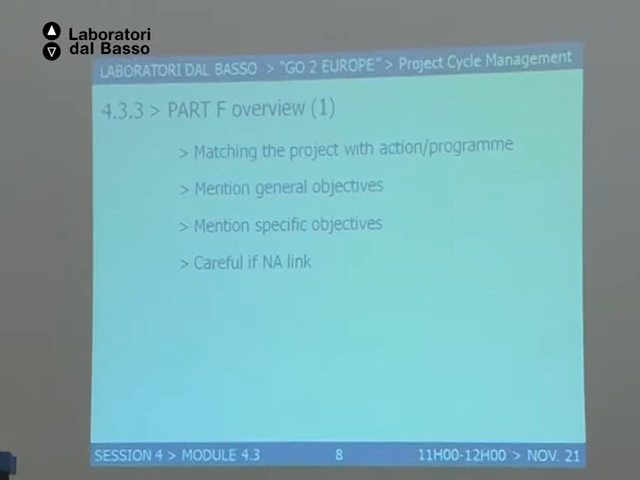 Laboratori
dal Basso
LABORATORI DAL BASSO > "GO 2 EUROPE" > Project Cycle Management
4.3.3 > PART F overview (1)
> Matching the project with action/programme
> Mention general objectives
> Mention specific objectives
> Careful if NA link
SESSION 4 > MODULE 4.3 8 11H00-12H00 > NOV. 21